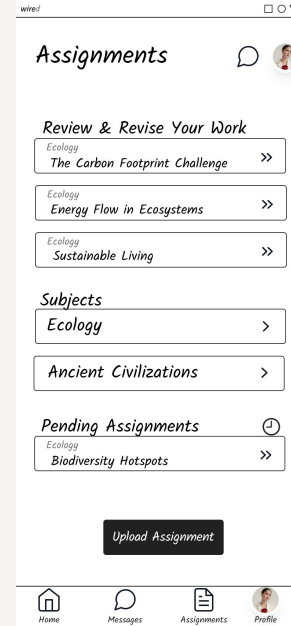 wired
Assignments
Review & Revise Your Work
Ecology
The Carbon Footprint Challenge
Ecology
Energy Flow in Ecosystems
Ecology
Sustainable Living
Subjects
Ecology
Ancient Civilizations
Pending Assignments
Ecology
Biodiversity Hotspots
Upload Assignment
Home Messages Assignments Profile